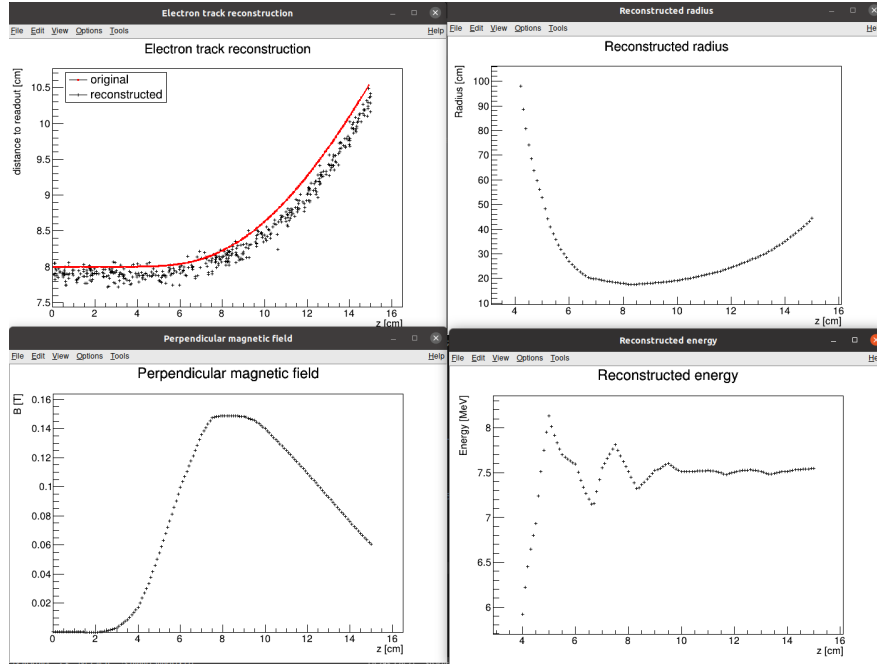 Electron track reconstruction
File Edit View Options Tools Help
Electron track reconstruction
original
reconstructed
distance to readout [cm]
10.5
10
9.5
9
8.5
8
7.5
0 2 4 6 8 10 12 14 16
z [cm]
Reconstructed radius
File Edit View Options Tools He
Reconstructed radius
Radius [cm]
100
90
80
70
60
50
40
30
20
10
4 6 8 10 12 14 16
z [cm]
Perpendicular magnetic field
File Edit View Options Tools Help
Perpendicular magnetic field
B [T]
0.16
0.14
0.12
0.1
0.08
0.06
0.04
0.02
0 2 4 6 8 10 12 14 16
z [cm]
Reconstructed energy
File Edit View Options Tools He
Reconstructed energy
Energy [MeV]
8
7.5
7
6.5
6
4 6 8 10 12 14 16
z [cm]